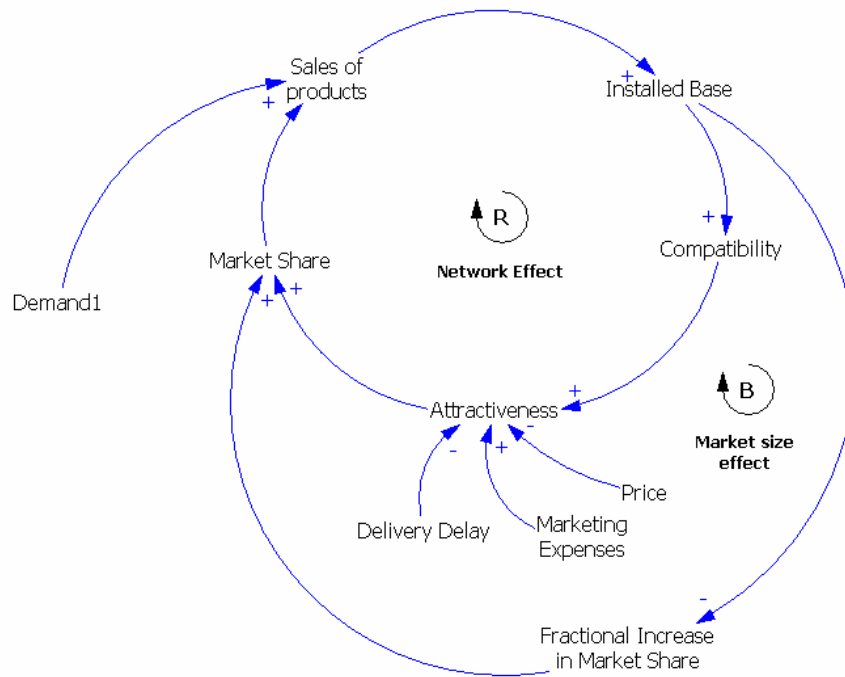 Sales of
products
+
+
Installed Base
R
Network Effect
+
Compatibility
Market Share
+
+
Demand1
+
Attractiveness
-
+
-
B
Market size
effect
Price
Delivery Delay
Marketing
Expenses
-
Fractional Increase
in Market Share